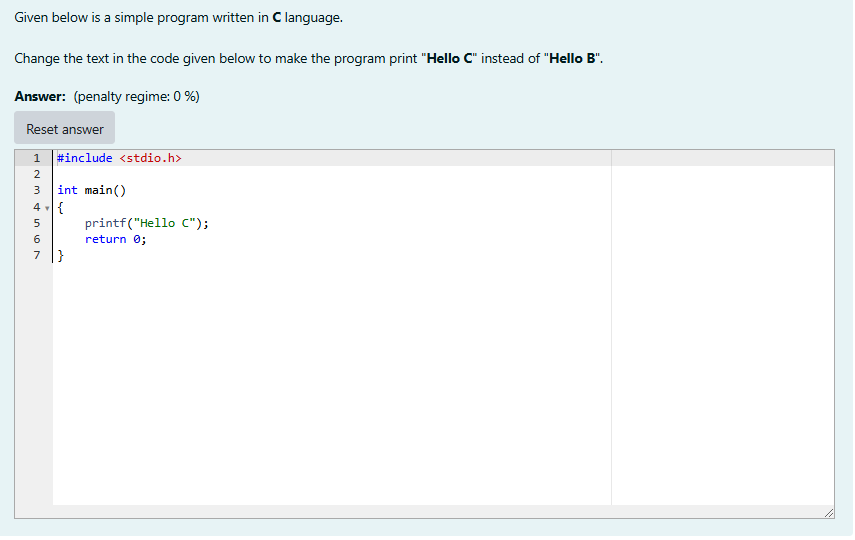 Given below is a simple program written in C language.
Change the text in the code given below to make the program print "Hello C" instead of "Hello B".
Answer: (penalty regime: 0 %)
Reset answer
1 #include <stdio.h>
2
3 int main()
4 {
5     printf("Hello C");
6     return 0;
7 }